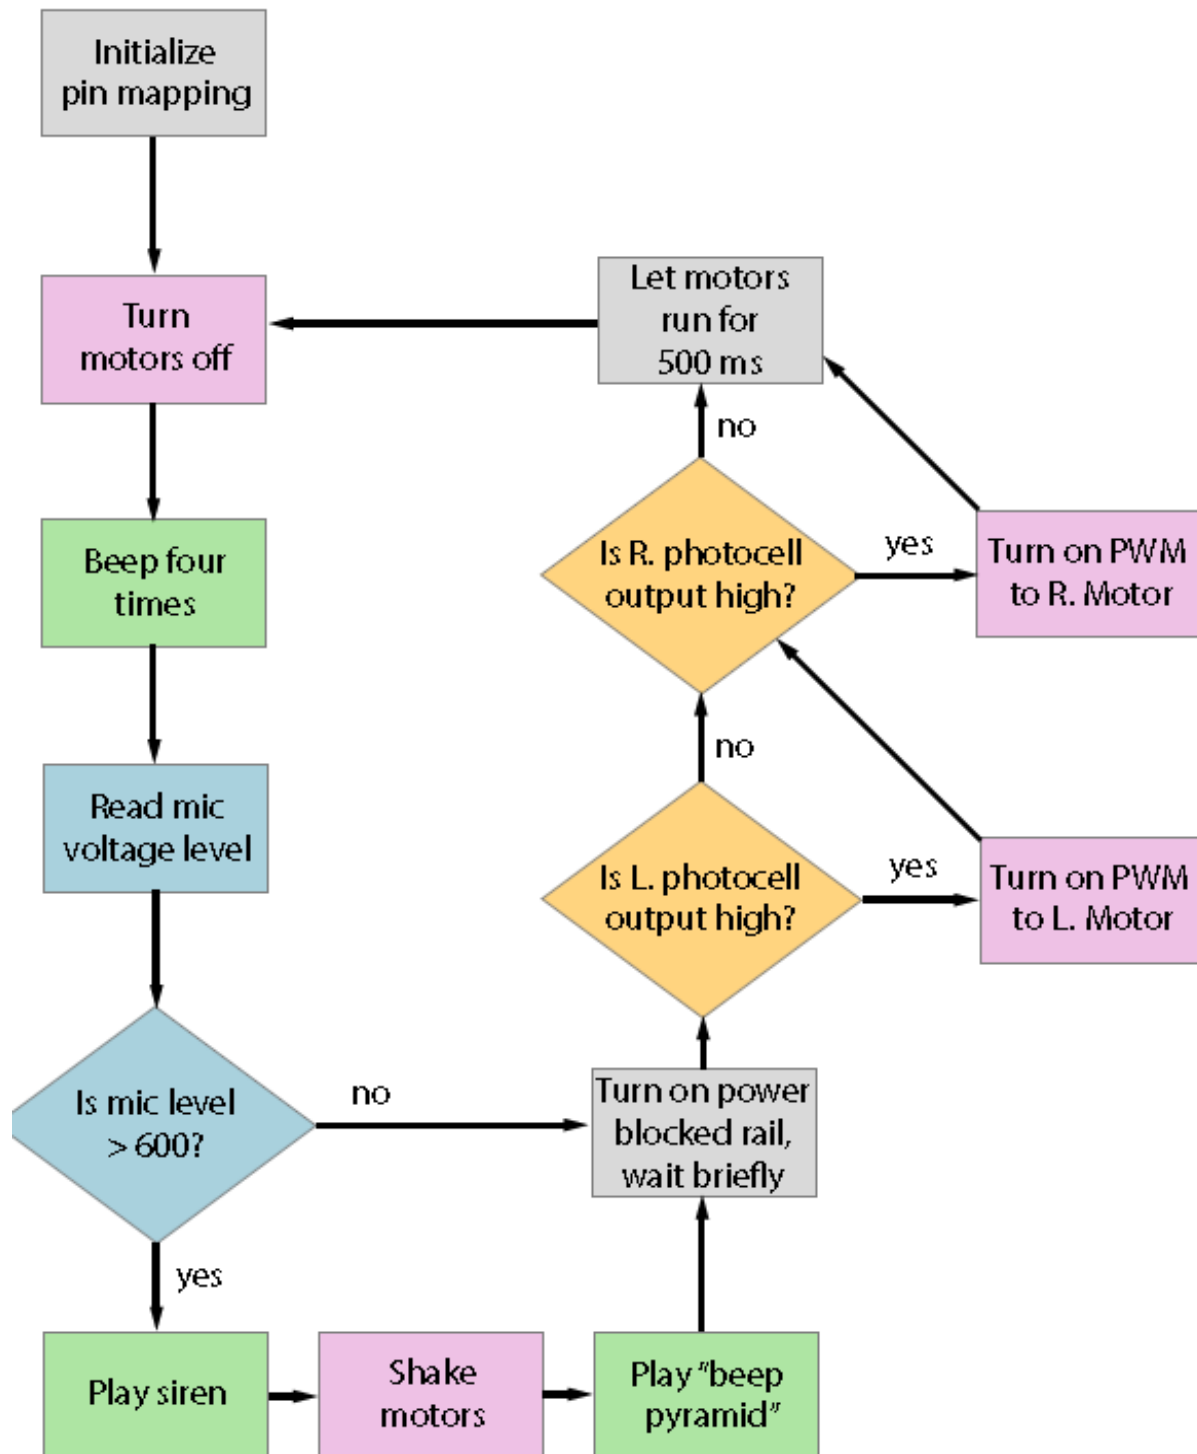 Initialize
pin mapping
Turn
motors off
Let motors
run for
500 ms
no
Beep four
times
Is R. photocell
output high?
yes
Turn on PWM
to R. Motor
no
Read mic
voltage level
Is L. photocell
output high?
yes
Turn on PWM
to L. Motor
Is mic level
> 600?
no
Turn on power
blocked rail,
wait briefly
yes
Play siren
Shake
motors
Play "beep
pyramid"